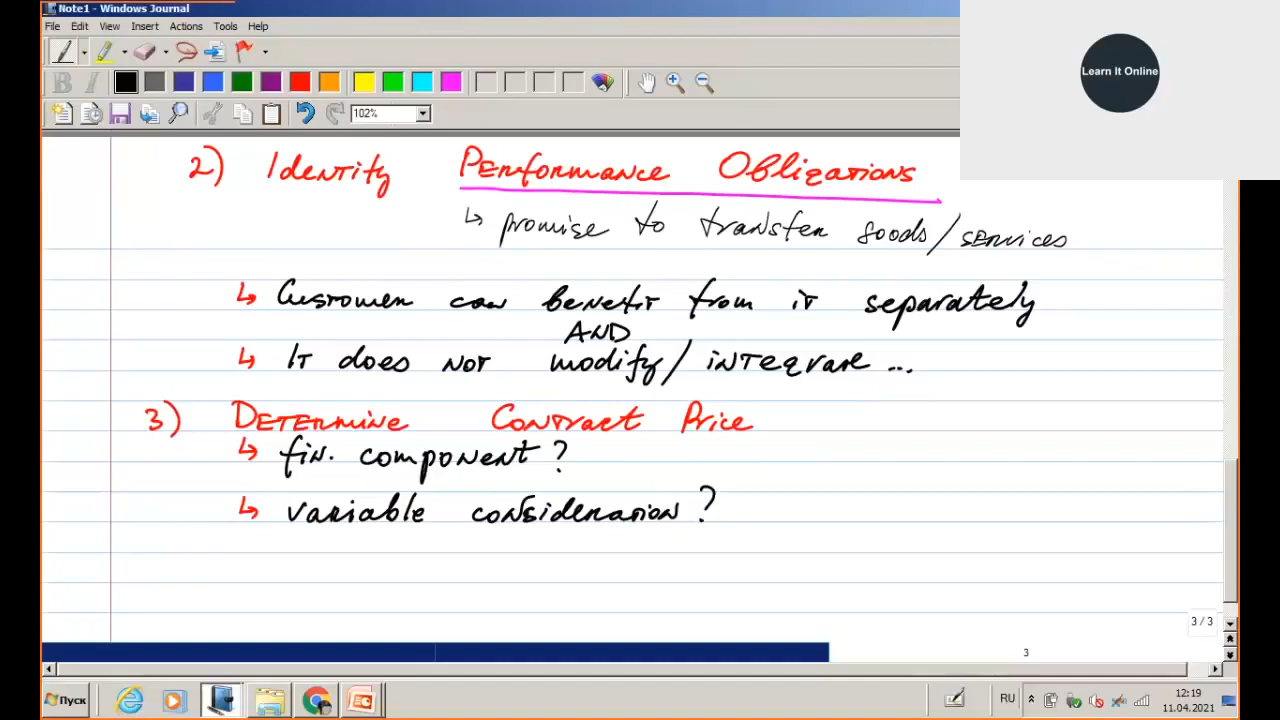 Note1 - Windows Journal
File Edit View Insert Actions Tools Help
Learn It Online
102%
2) Identity Performance Obligations
↳ promise to transfer goods/services
↳ Customer can benefit from it separately
AND
↳ It does not modify/integrate ...
3) Determine Contract Price
↳ fin. component?
↳ variable consideration?
3 / 3
3
Пуск
RU
12:19
11.04.2021